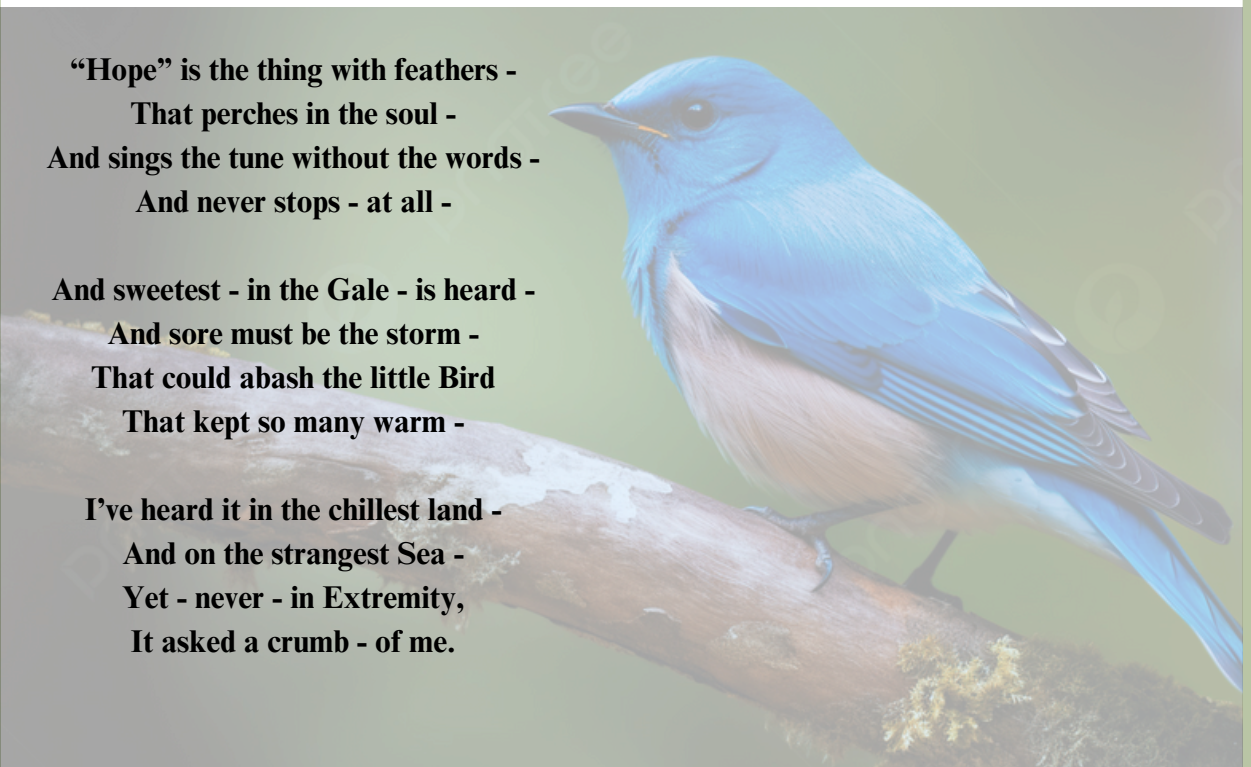 “Hope” is the thing with feathers -
That perches in the soul -
And sings the tune without the words -
And never stops - at all -
And sweetest - in the Gale - is heard -
And sore must be the storm -
That could abash the little Bird
That kept so many warm -
I’ve heard it in the chillest land -
And on the strangest Sea -
Yet - never - in Extremity,
It asked a crumb - of me.